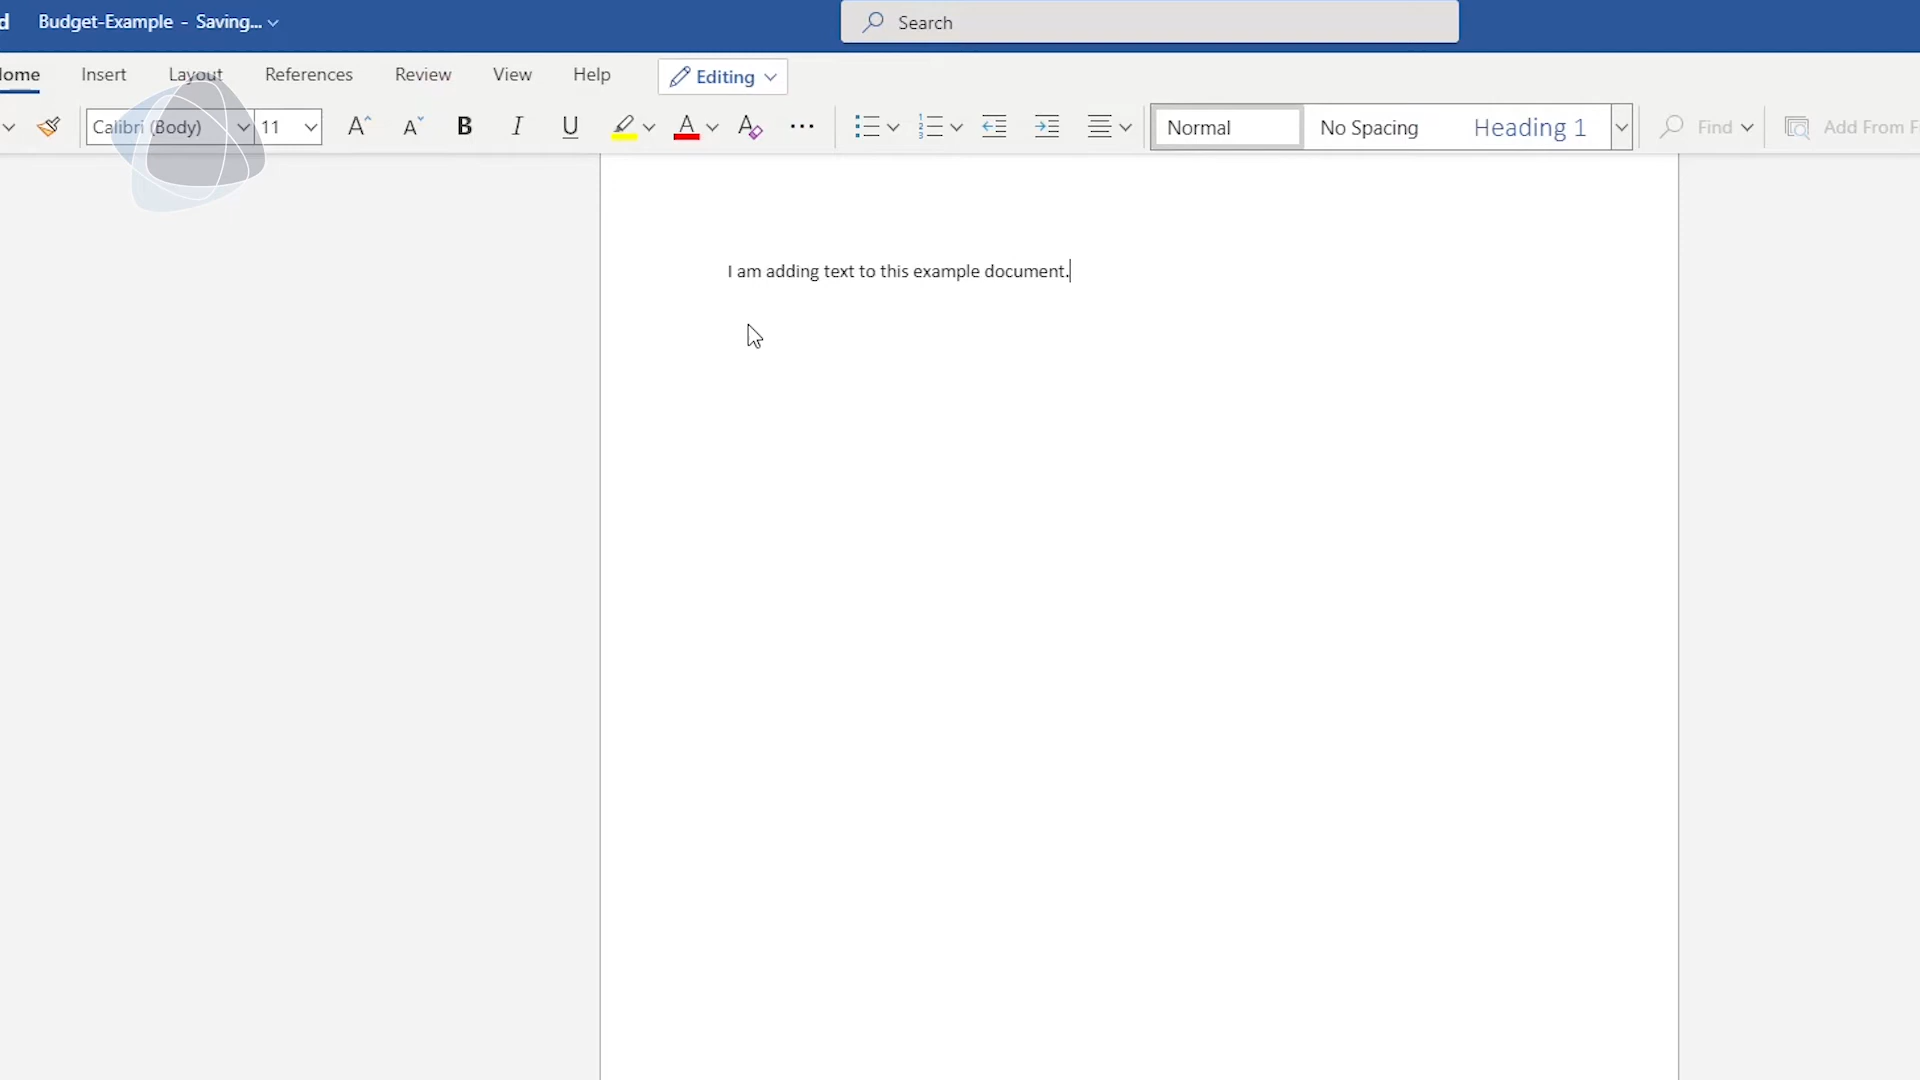 d Budget-Example - Saving... Search
Home Insert Layout References Review View Help Editing
Calibri (Body) 11 A A B I U A A ... Normal No Spacing Heading 1 Find Add From F
I am adding text to this example document.